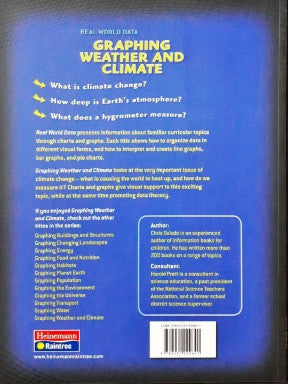 REAL WORLD DATA
GRAPHING
WEATHER AND
CLIMATE
What is climate change?
How deep is Earth's atmosphere?
What does a hygrometer measure?
Real World Data presents information about familiar curricular topics
through charts and graphs. Each title shows how to organize data
in different visual forms, and how to interpret and create line graphs,
bar graphs, and pie charts.
Graphing Weather and Climate looks at the very important issue of
climate change – what is causing the world to heat up, and how do we
measure it? Charts and graphs give visual support to this exciting
topic, while at the same time promoting data literacy.
If you enjoyed Graphing Weather
and Climate, check out the other
titles in the series:
Graphing Buildings and Structures
Graphing Changing Landscapes
Graphing Energy
Graphing Food and Nutrition
Graphing Habitats
Graphing Planet Earth
Graphing Population
Graphing the Environment
Graphing the Universe
Graphing Transport
Graphing Water
Graphing Weather and Climate
Author:
Chris Oxlade is an
experienced author of
information books for
children. He has written more than
200 books on a range of topics.
Consultant:
Harold Pratt is a consultant in
science education, a past president
of the National Science Teachers
Association, and a former school
district science supervisor.
Heinemann
Raintree
www.heinemannraintree.com